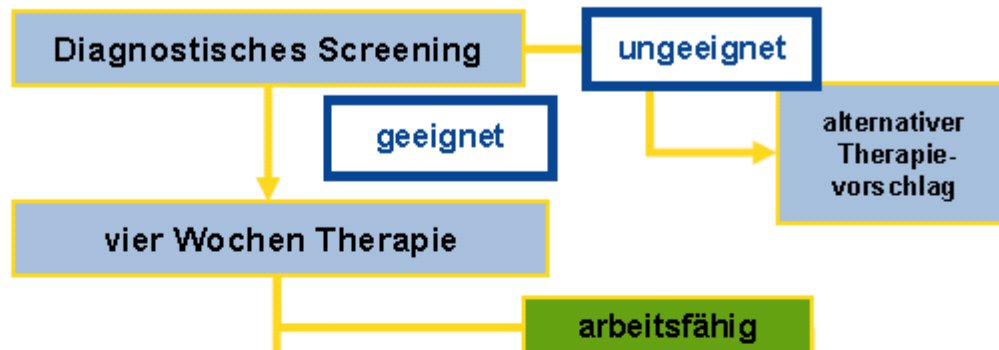 Diagnostisches Screening
ungeeignet
geeignet
alternativer
Therapie-
vorschlag
vier Wochen Therapie
arbeitsfähig